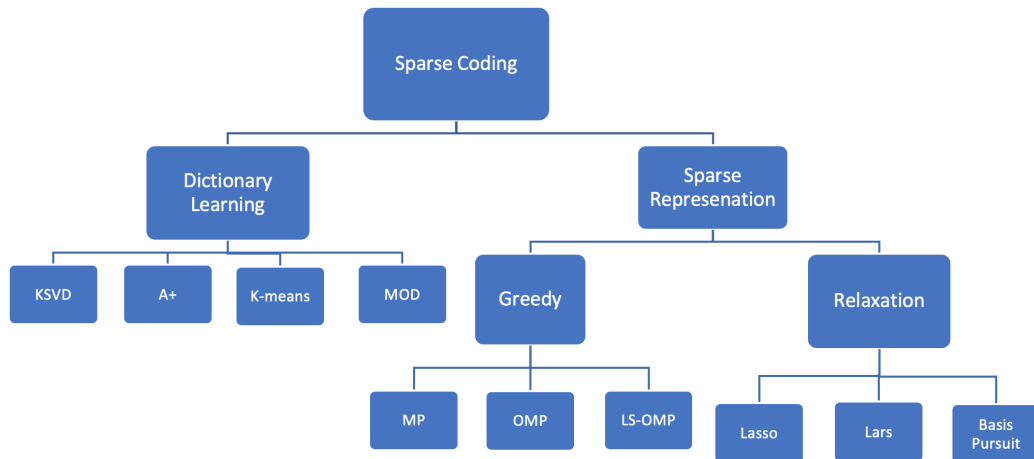 Sparse Coding
Dictionary
Learning
Sparse
Represenation
KSVD
A+
K-means
MOD
Greedy
Relaxation
MP
OMP
LS-OMP
Lasso
Lars
Basis
Pursuit